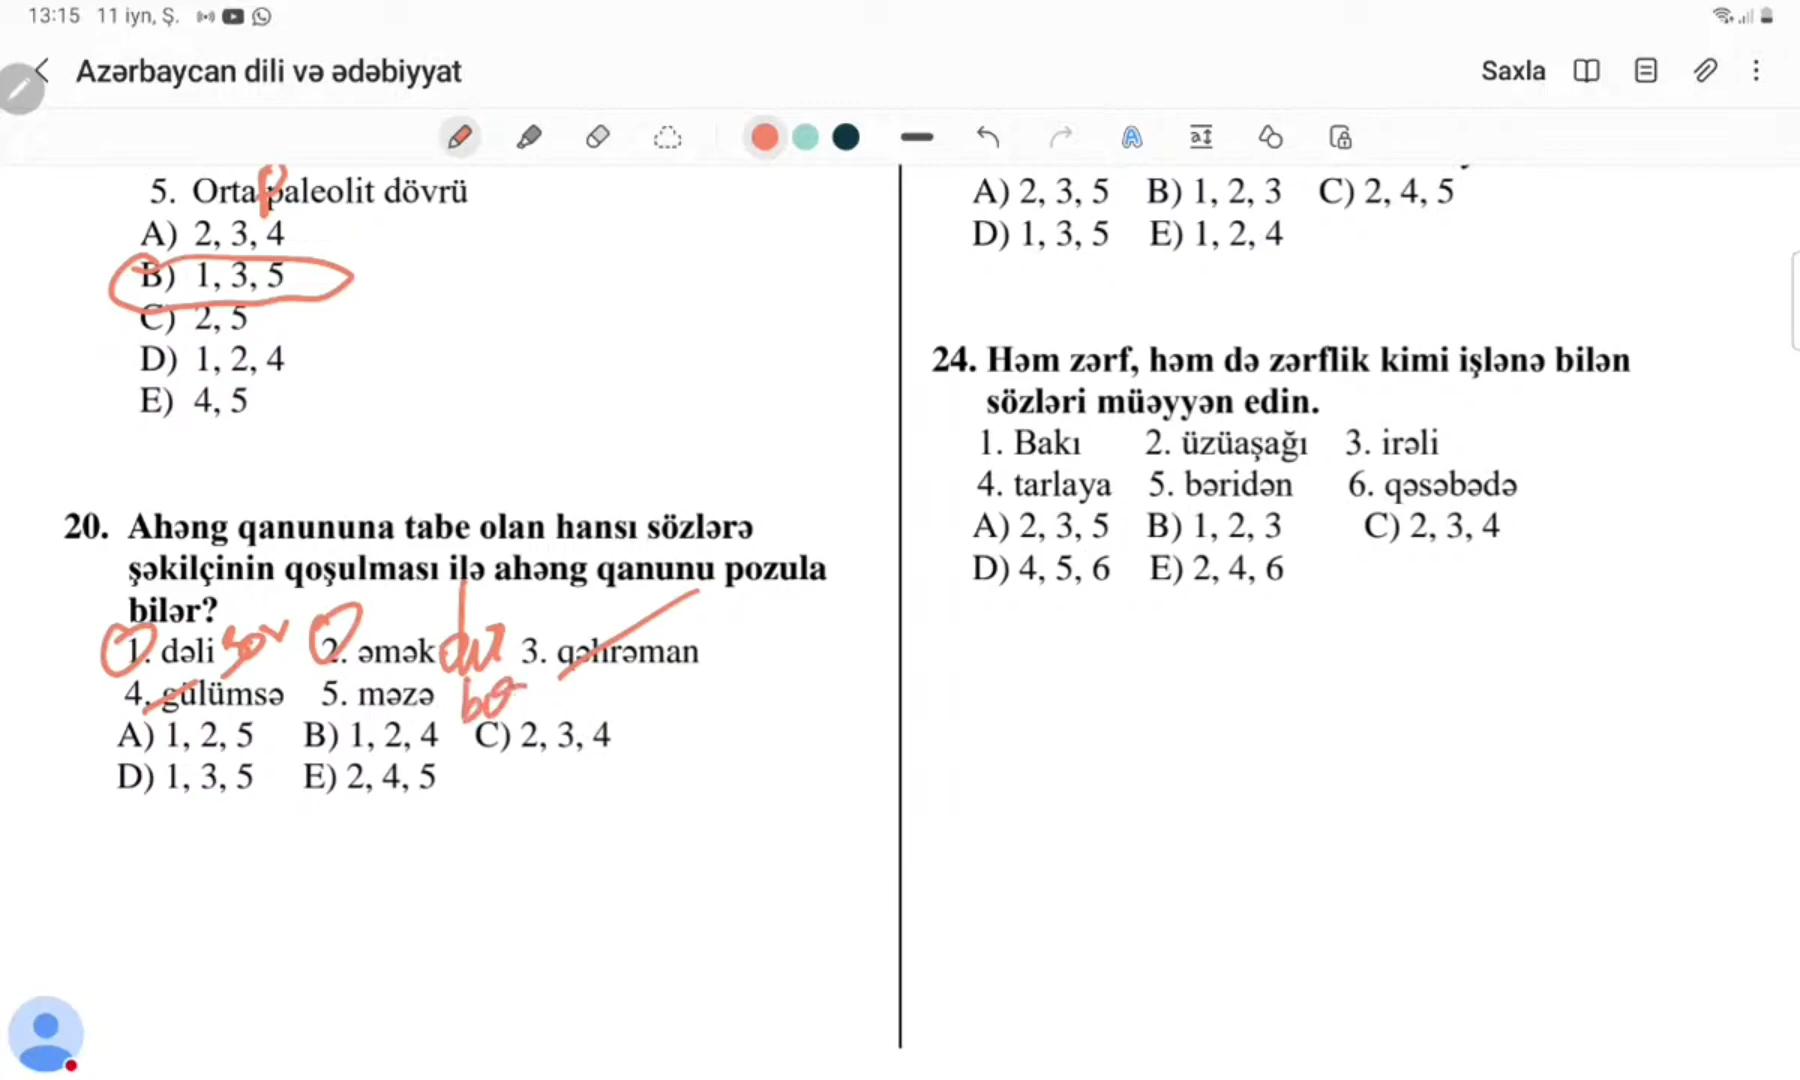 13:15 11 iyn, Ş.
Azərbaycan dili və ədəbiyyat
Saxla
5. Orta paleolit dövrü
A) 2, 3, 4
B) 1, 3, 5
C) 2, 5
D) 1, 2, 4
E) 4, 5
20. Ahəng qanununa tabe olan hansı sözlərə
şəkilçinin qoşulması ilə ahəng qanunu pozula
bilər?
1. dəli sov 2. əmək dar 3. qəhrəman
4. gülümsə 5. məzə
A) 1, 2, 5 B) 1, 2, 4 C) 2, 3, 4
D) 1, 3, 5 E) 2, 4, 5
A) 2, 3, 5 B) 1, 2, 3 C) 2, 4, 5
D) 1, 3, 5 E) 1, 2, 4
24. Həm zərf, həm də zərflik kimi işlənə bilən
sözləri müəyyən edin.
1. Bakı 2. üzüaşağı 3. irəli
4. tarlaya 5. bəridən 6. qəsəbədə
A) 2, 3, 5 B) 1, 2, 3 C) 2, 3, 4
D) 4, 5, 6 E) 2, 4, 6